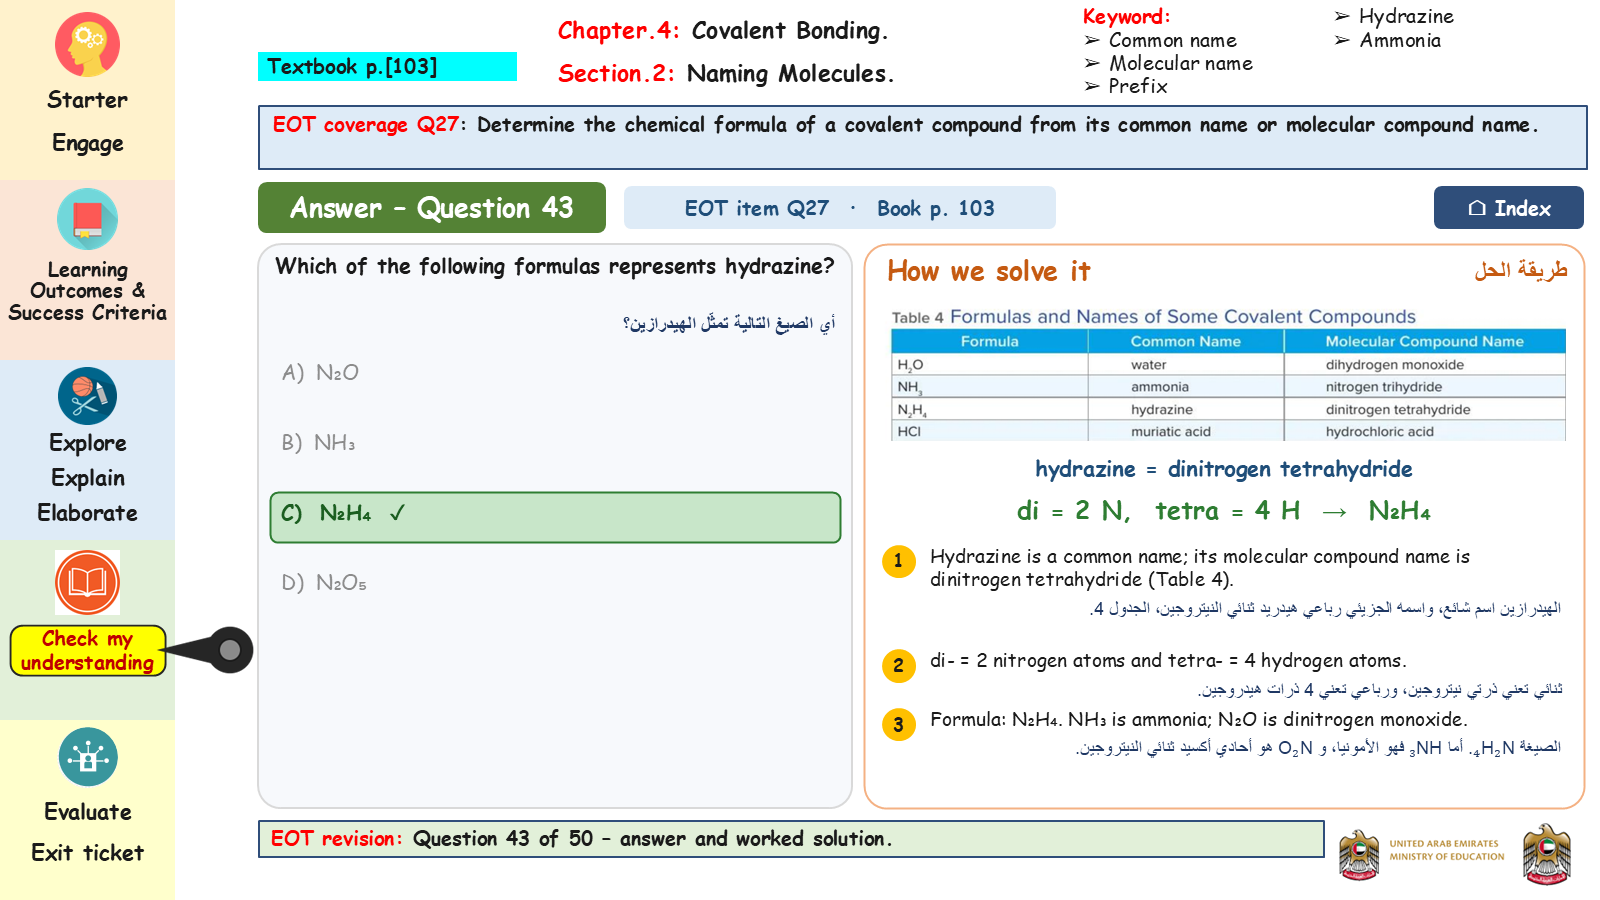 Starter
Engage
Learning
Outcomes &
Success Criteria
Explore
Explain
Elaborate
Check my
understanding
Evaluate
Exit ticket
Textbook p.[103]
Chapter.4: Covalent Bonding.
Section.2: Naming Molecules.
Keyword:
➢ Common name
➢ Molecular name
➢ Prefix
➢ Hydrazine
➢ Ammonia
EOT coverage Q27: Determine the chemical formula of a covalent compound from its common name or molecular compound name.
Answer – Question 43
EOT item Q27 · Book p. 103
Index
Which of the following formulas represents hydrazine?
أي الصيغ التالية تمثّل الهيدرازين؟
A) N₂O
B) NH₃
C) N₂H₄ ✓
D) N₂O₅
How we solve it
طريقة الحل
Table 4 Formulas and Names of Some Covalent Compounds
Formula Common Name Molecular Compound Name
H₂O water dihydrogen monoxide
NH₃ ammonia nitrogen trihydride
N₂H₄ hydrazine dinitrogen tetrahydride
HCl muriatic acid hydrochloric acid
hydrazine = dinitrogen tetrahydride
di = 2 N, tetra = 4 H → N₂H₄
1 Hydrazine is a common name; its molecular compound name is
dinitrogen tetrahydride (Table 4).
الهيدرازين اسم شائع، واسمه الجزيئي رباعي هيدريد ثنائي النيتروجين، الجدول 4.
2 di- = 2 nitrogen atoms and tetra- = 4 hydrogen atoms.
ثنائي تعني ذرتي نيتروجين، ورباعي تعني 4 ذرات هيدروجين.
3 Formula: N₂H₄. NH₃ is ammonia; N₂O is dinitrogen monoxide.
الصيغة N₂H₄. أما NH₃ فهو الأمونيا، و N₂O هو أحادي أكسيد ثنائي النيتروجين.
EOT revision: Question 43 of 50 – answer and worked solution.
UNITED ARAB EMIRATES
MINISTRY OF EDUCATION